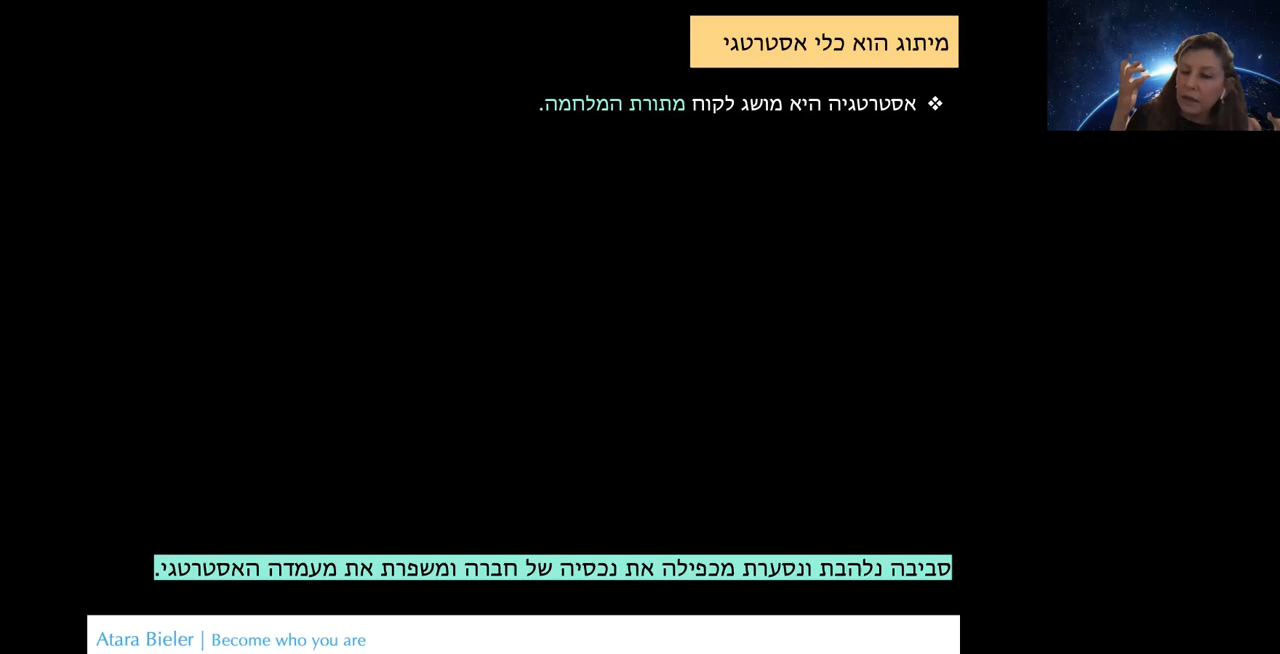 מיתוג הוא כלי אסטרטגי
❖ אסטרטגיה היא מושג לקוח מתורת המלחמה.
סביבה נלהבת ונסערת מכפילה את נכסיה של חברה ומשפרת את מעמדה האסטרטגי.
Atara Bieler | Become who you are